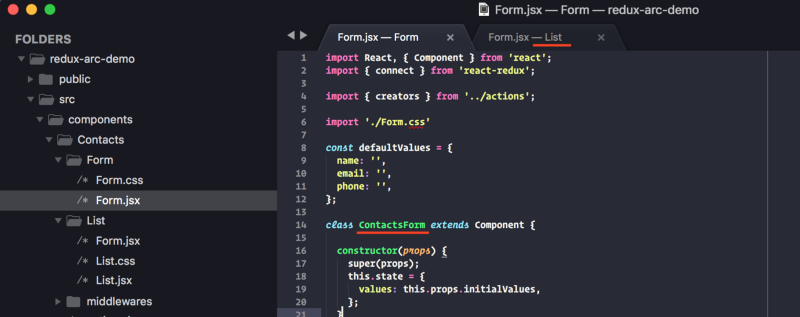 Form.jsx — Form — redux-arc-demo
FOLDERS
redux-arc-demo
public
src
components
Contacts
Form
/* Form.css
/* Form.jsx
List
/* Form.jsx
/* List.css
/* List.jsx
middlewares
Form.jsx — Form ×
Form.jsx — List ×
1 import React, { Component } from 'react';
2 import { connect } from 'react-redux';
3
4 import { creators } from '../actions';
5
6 import './Form.css'
7
8 const defaultValues = {
9 name: '',
10 email: '',
11 phone: '',
12 };
13
14 class ContactsForm extends Component {
15
16 constructor(props) {
17 super(props);
18 this.state = {
19 values: this.props.initialValues,
20 };
21 }